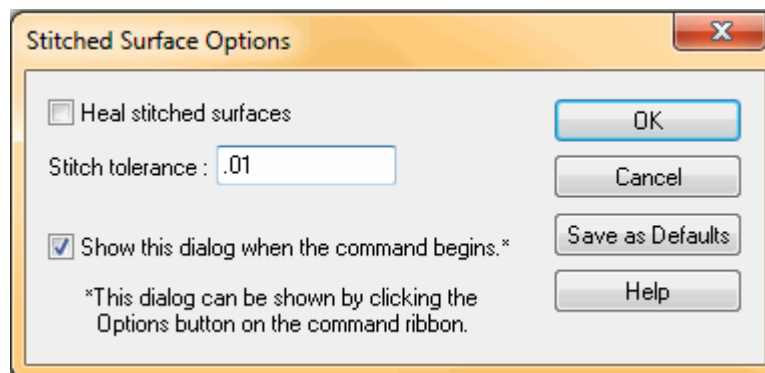 Stitched Surface Options
Heal stitched surfaces
OK
Stitch tolerance : .01
Cancel
Show this dialog when the command begins.*
Save as Defaults
*This dialog can be shown by clicking the
Options button on the command ribbon.
Help